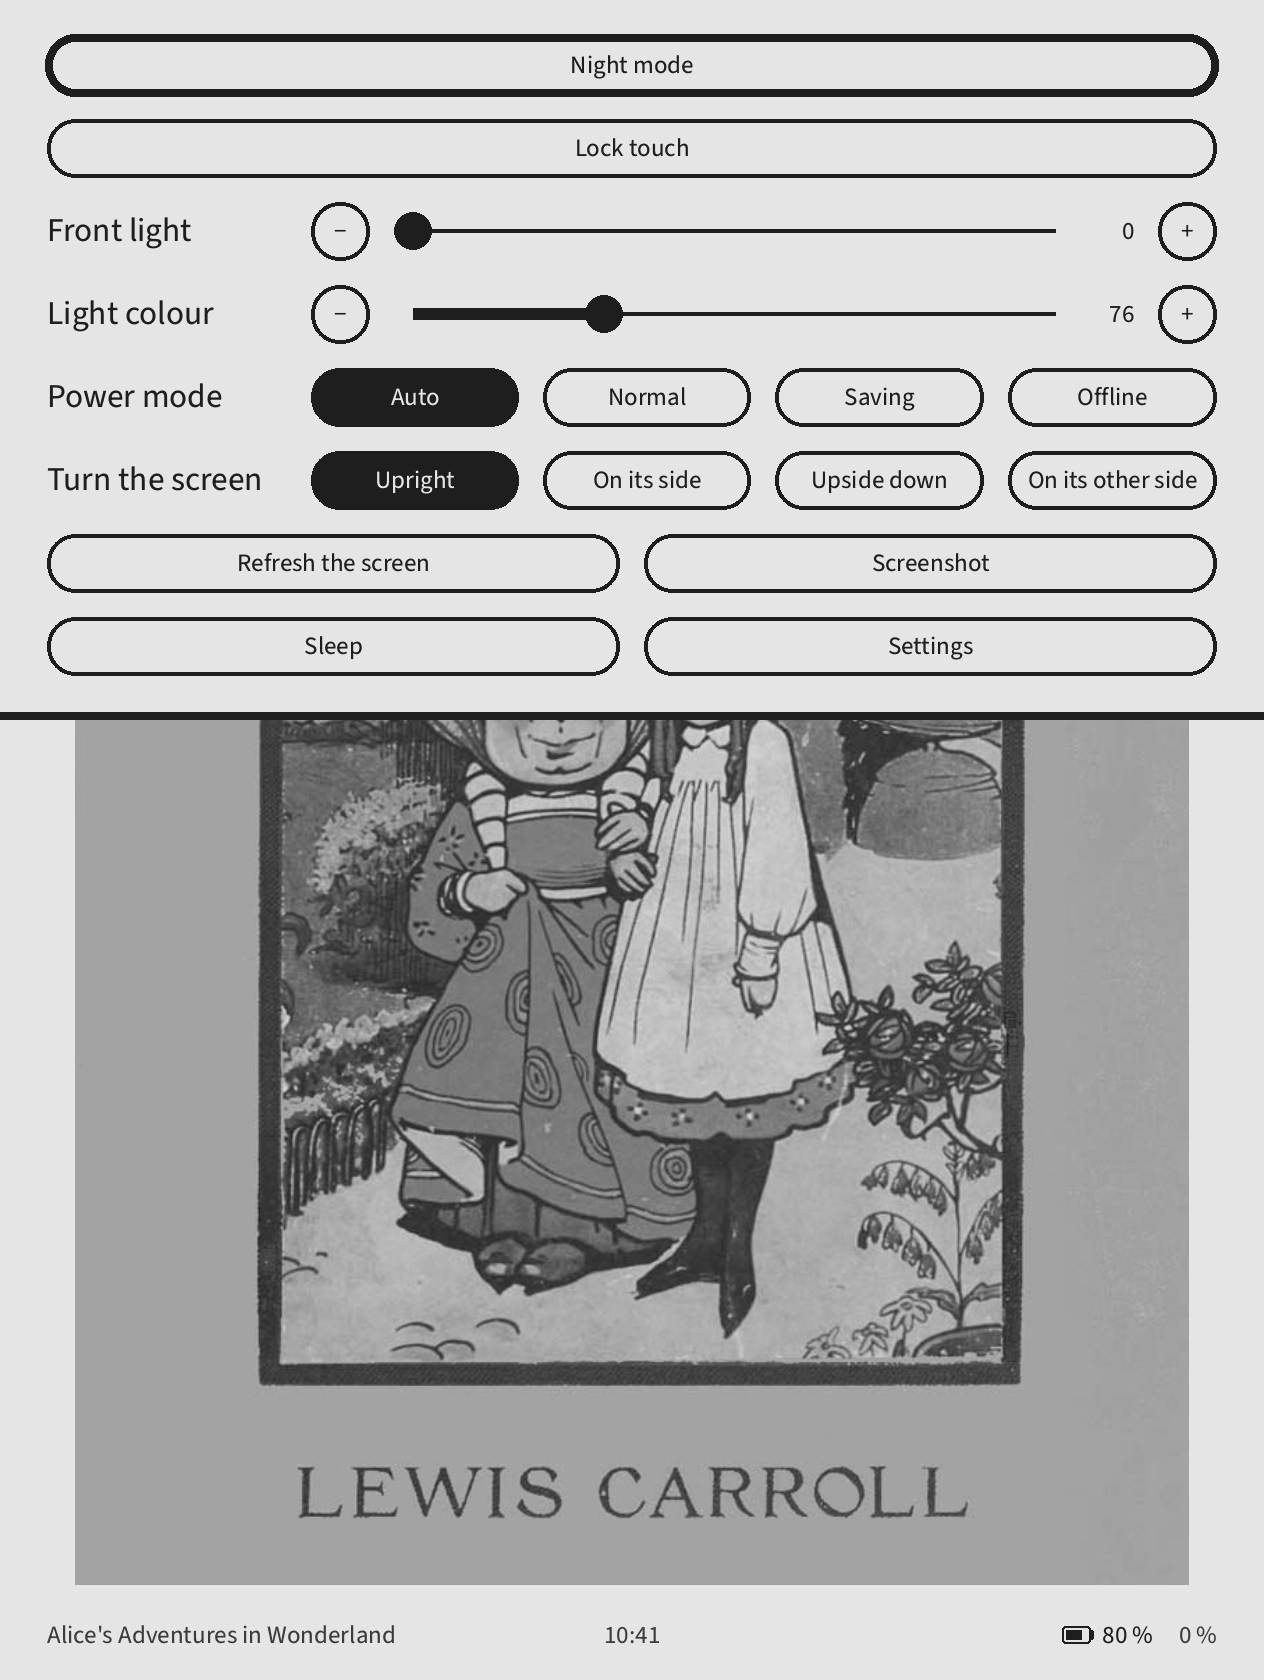 Night mode
Lock touch
Front light − 0 +
Light colour − 76 +
Power mode Auto Normal Saving Offline
Turn the screen Upright On its side Upside down On its other side
Refresh the screen Screenshot
Sleep Settings
LEWIS CARROLL
Alice's Adventures in Wonderland 10:41 80 % 0 %